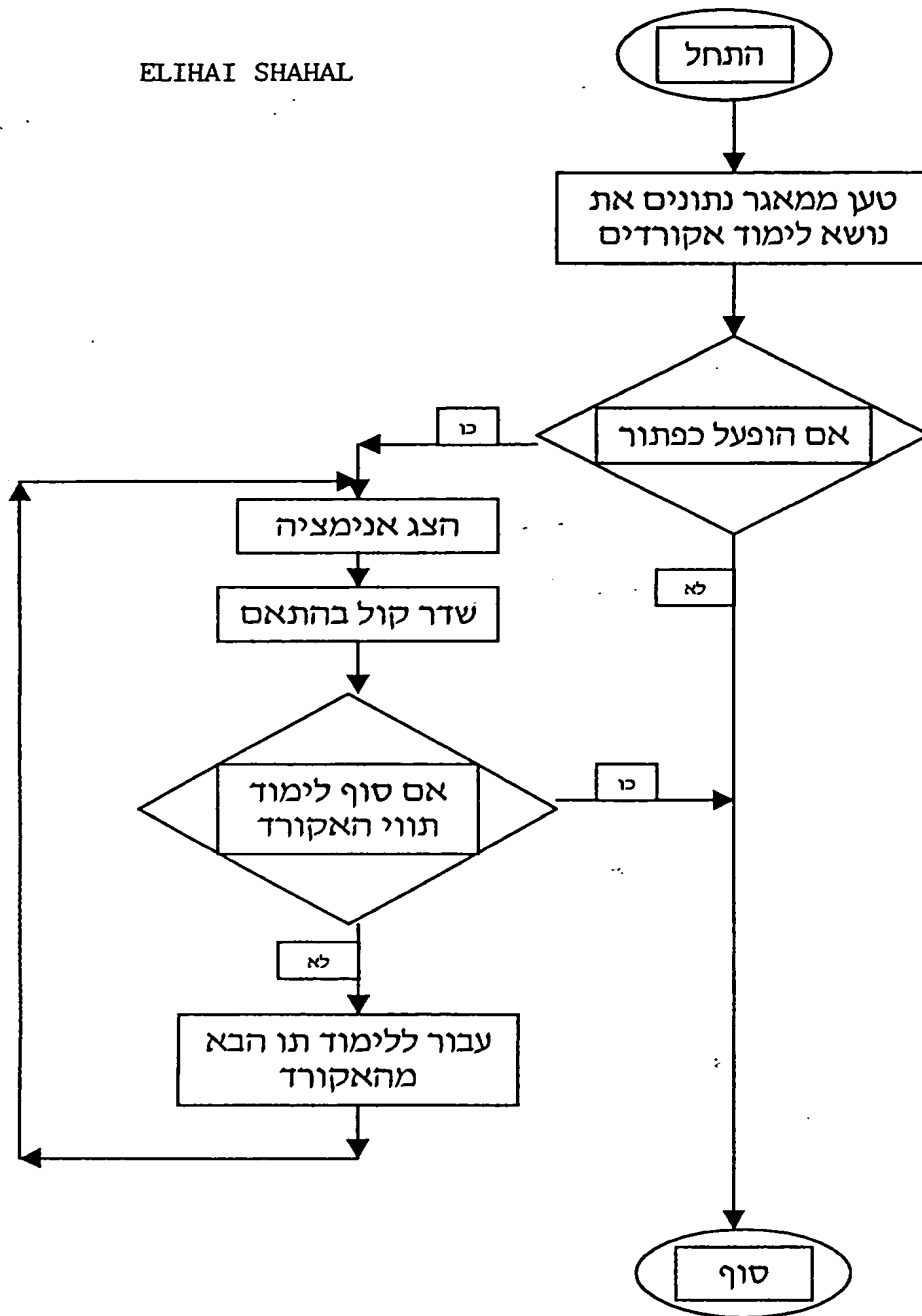 ELIHAI SHAHAL
התחל
טען ממאגר נתונים את
נושא לימוד אקורדים
אם הופעל כפתור
כן
הצג אנימציה
שדר קול בהתאם
לא
אם סוף לימוד
תווי האקורד
כן
לא
עבור ללימוד תו הבא
מהאקורד
סוף